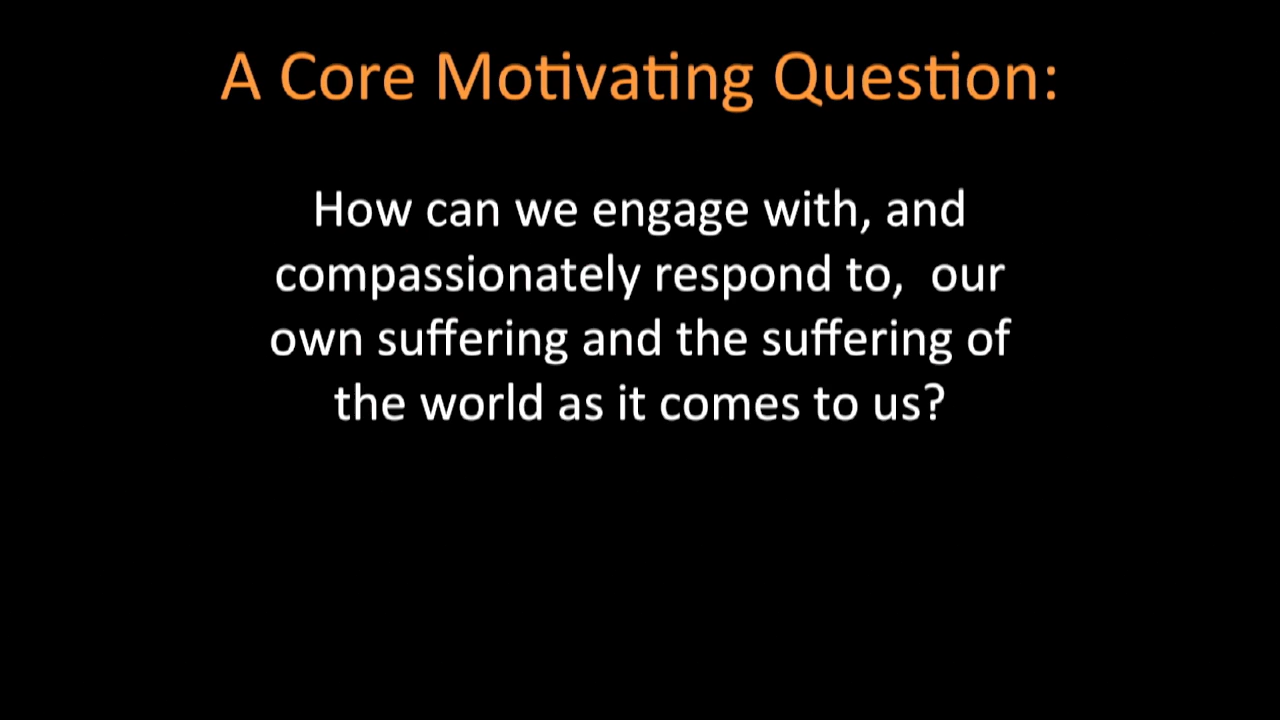 A Core Motivating Question:
How can we engage with, and
compassionately respond to,  our
own suffering and the suffering of
the world as it comes to us?